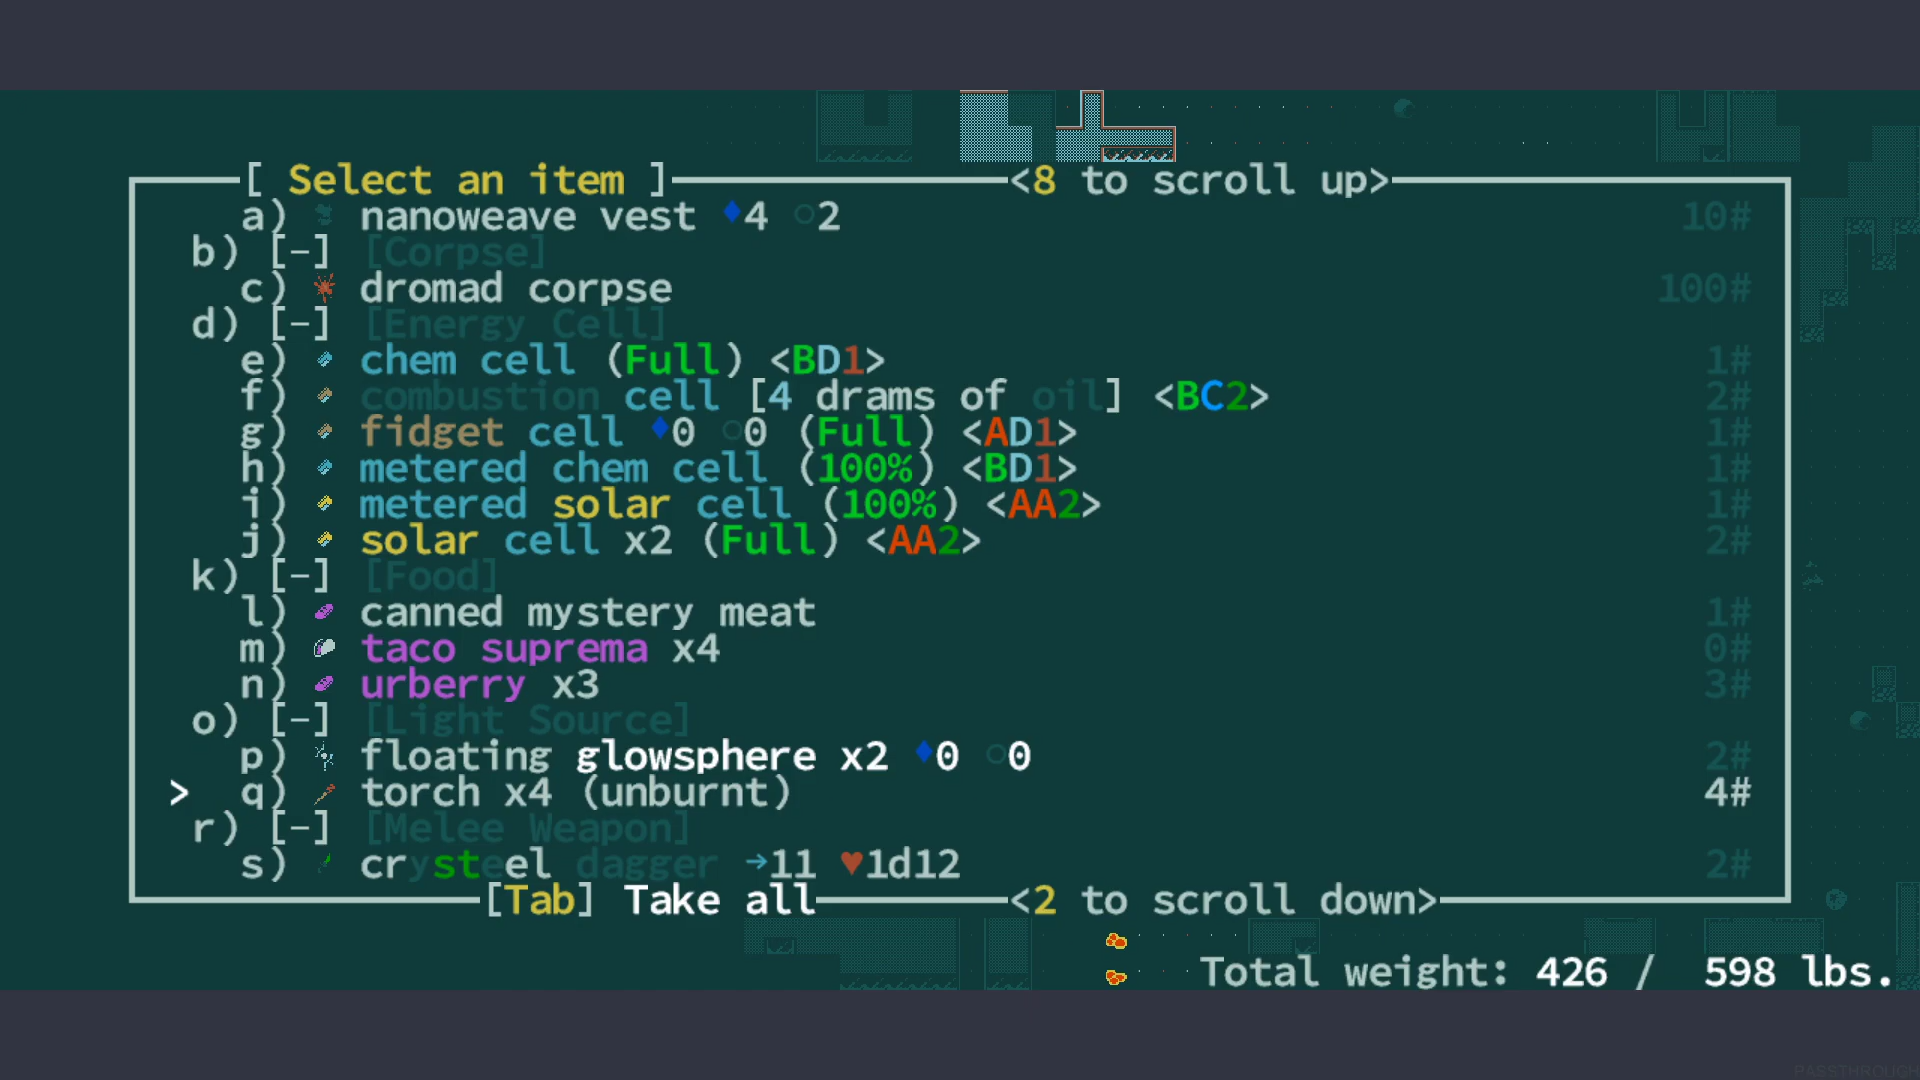 [ Select an item ] <8 to scroll up>
a) nanoweave vest ♦4 ○2 10#
b) [-] [Corpse]
c) dromad corpse 100#
d) [-] [Energy Cell]
e) chem cell (Full) <BD1> 1#
f) combustion cell [4 drams of oil] <BC2> 2#
g) fidget cell ♦0 ○0 (Full) <AD1> 1#
h) metered chem cell (100%) <BD1> 1#
i) metered solar cell (100%) <AA2> 1#
j) solar cell x2 (Full) <AA2> 2#
k) [-] [Food]
l) canned mystery meat 1#
m) taco suprema x4 0#
n) urberry x3 3#
o) [-] [Light Source]
p) floating glowsphere x2 ♦0 ○0 2#
> q) torch x4 (unburnt) 4#
r) [-] [Melee Weapon]
s) crysteel dagger →11 ♥1d12 2#
[Tab] Take all <2 to scroll down>
Total weight: 426 / 598 lbs.
PASSTHROUGH